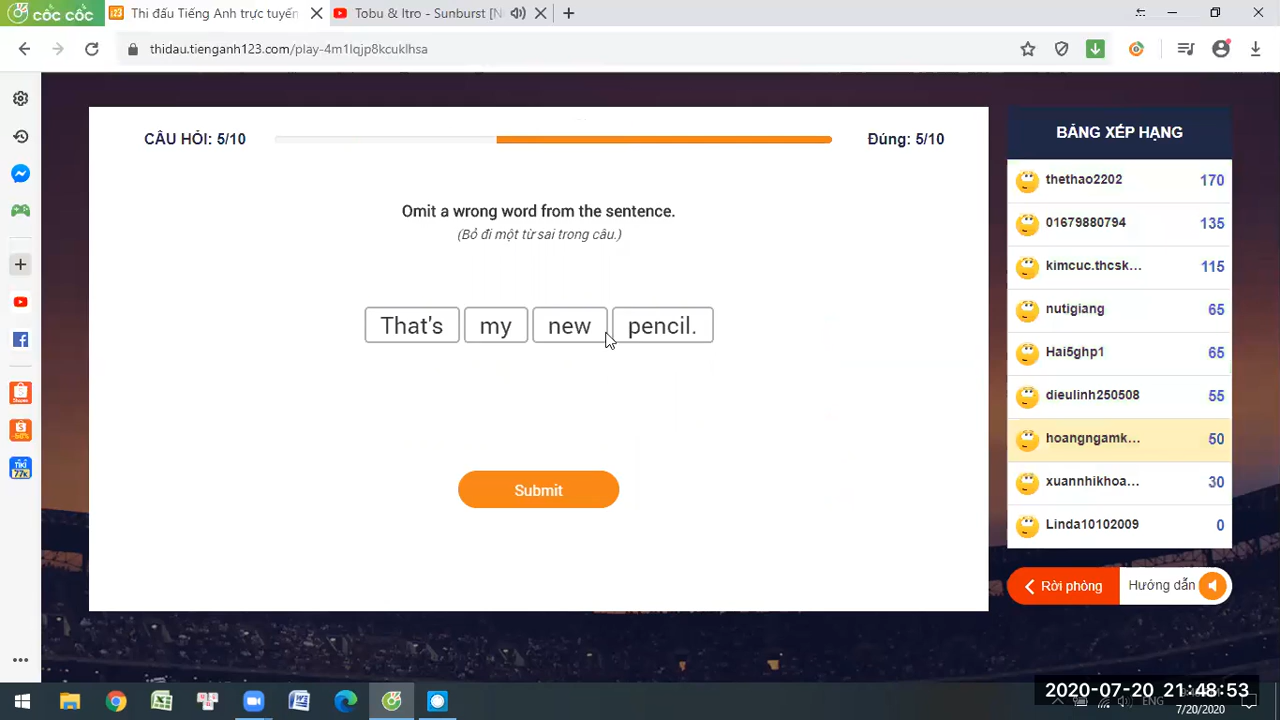 CỐC CỐC
Thi đấu Tiếng Anh trực tuyến
Tobu & Itro - Sunburst [N
thidau.tienganh123.com/play-4m1lqjp8kcuklhsa
CÂU HỎI: 5/10
Đúng: 5/10
Omit a wrong word from the sentence.
(Bỏ đi một từ sai trong câu.)
That's my new pencil.
Submit
BẢNG XẾP HẠNG
thethao2202 170
01679880794 135
kimcuc.thcsk... 115
nutigiang 65
Hai5ghp1 65
dieulinh250508 55
hoangngamk... 50
xuannhikhoa... 30
Linda10102009 0
Rời phòng
Hướng dẫn
2020-07-20 21:48:53
ENG
7/20/2020